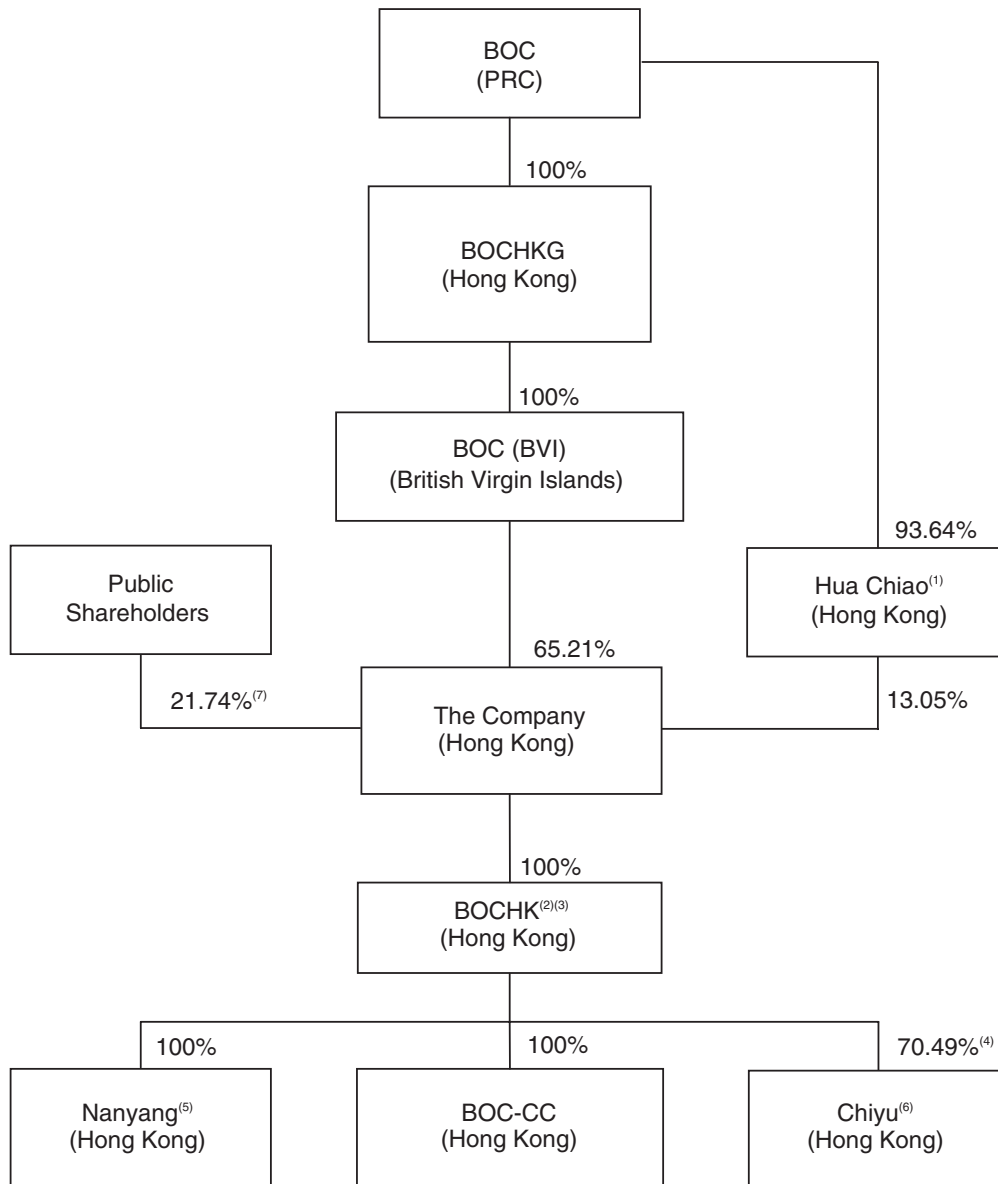 BOC
(PRC)
100%
BOCHKG
(Hong Kong)
100%
BOC (BVI)
(British Virgin Islands)
93.64%
Public
Shareholders
Hua Chiao(1)
(Hong Kong)
65.21%
21.74%(7)
13.05%
The Company
(Hong Kong)
100%
BOCHK(2)(3)
(Hong Kong)
100%
100%
70.49%(4)
Nanyang(5)
(Hong Kong)
BOC-CC
(Hong Kong)
Chiyu(6)
(Hong Kong)